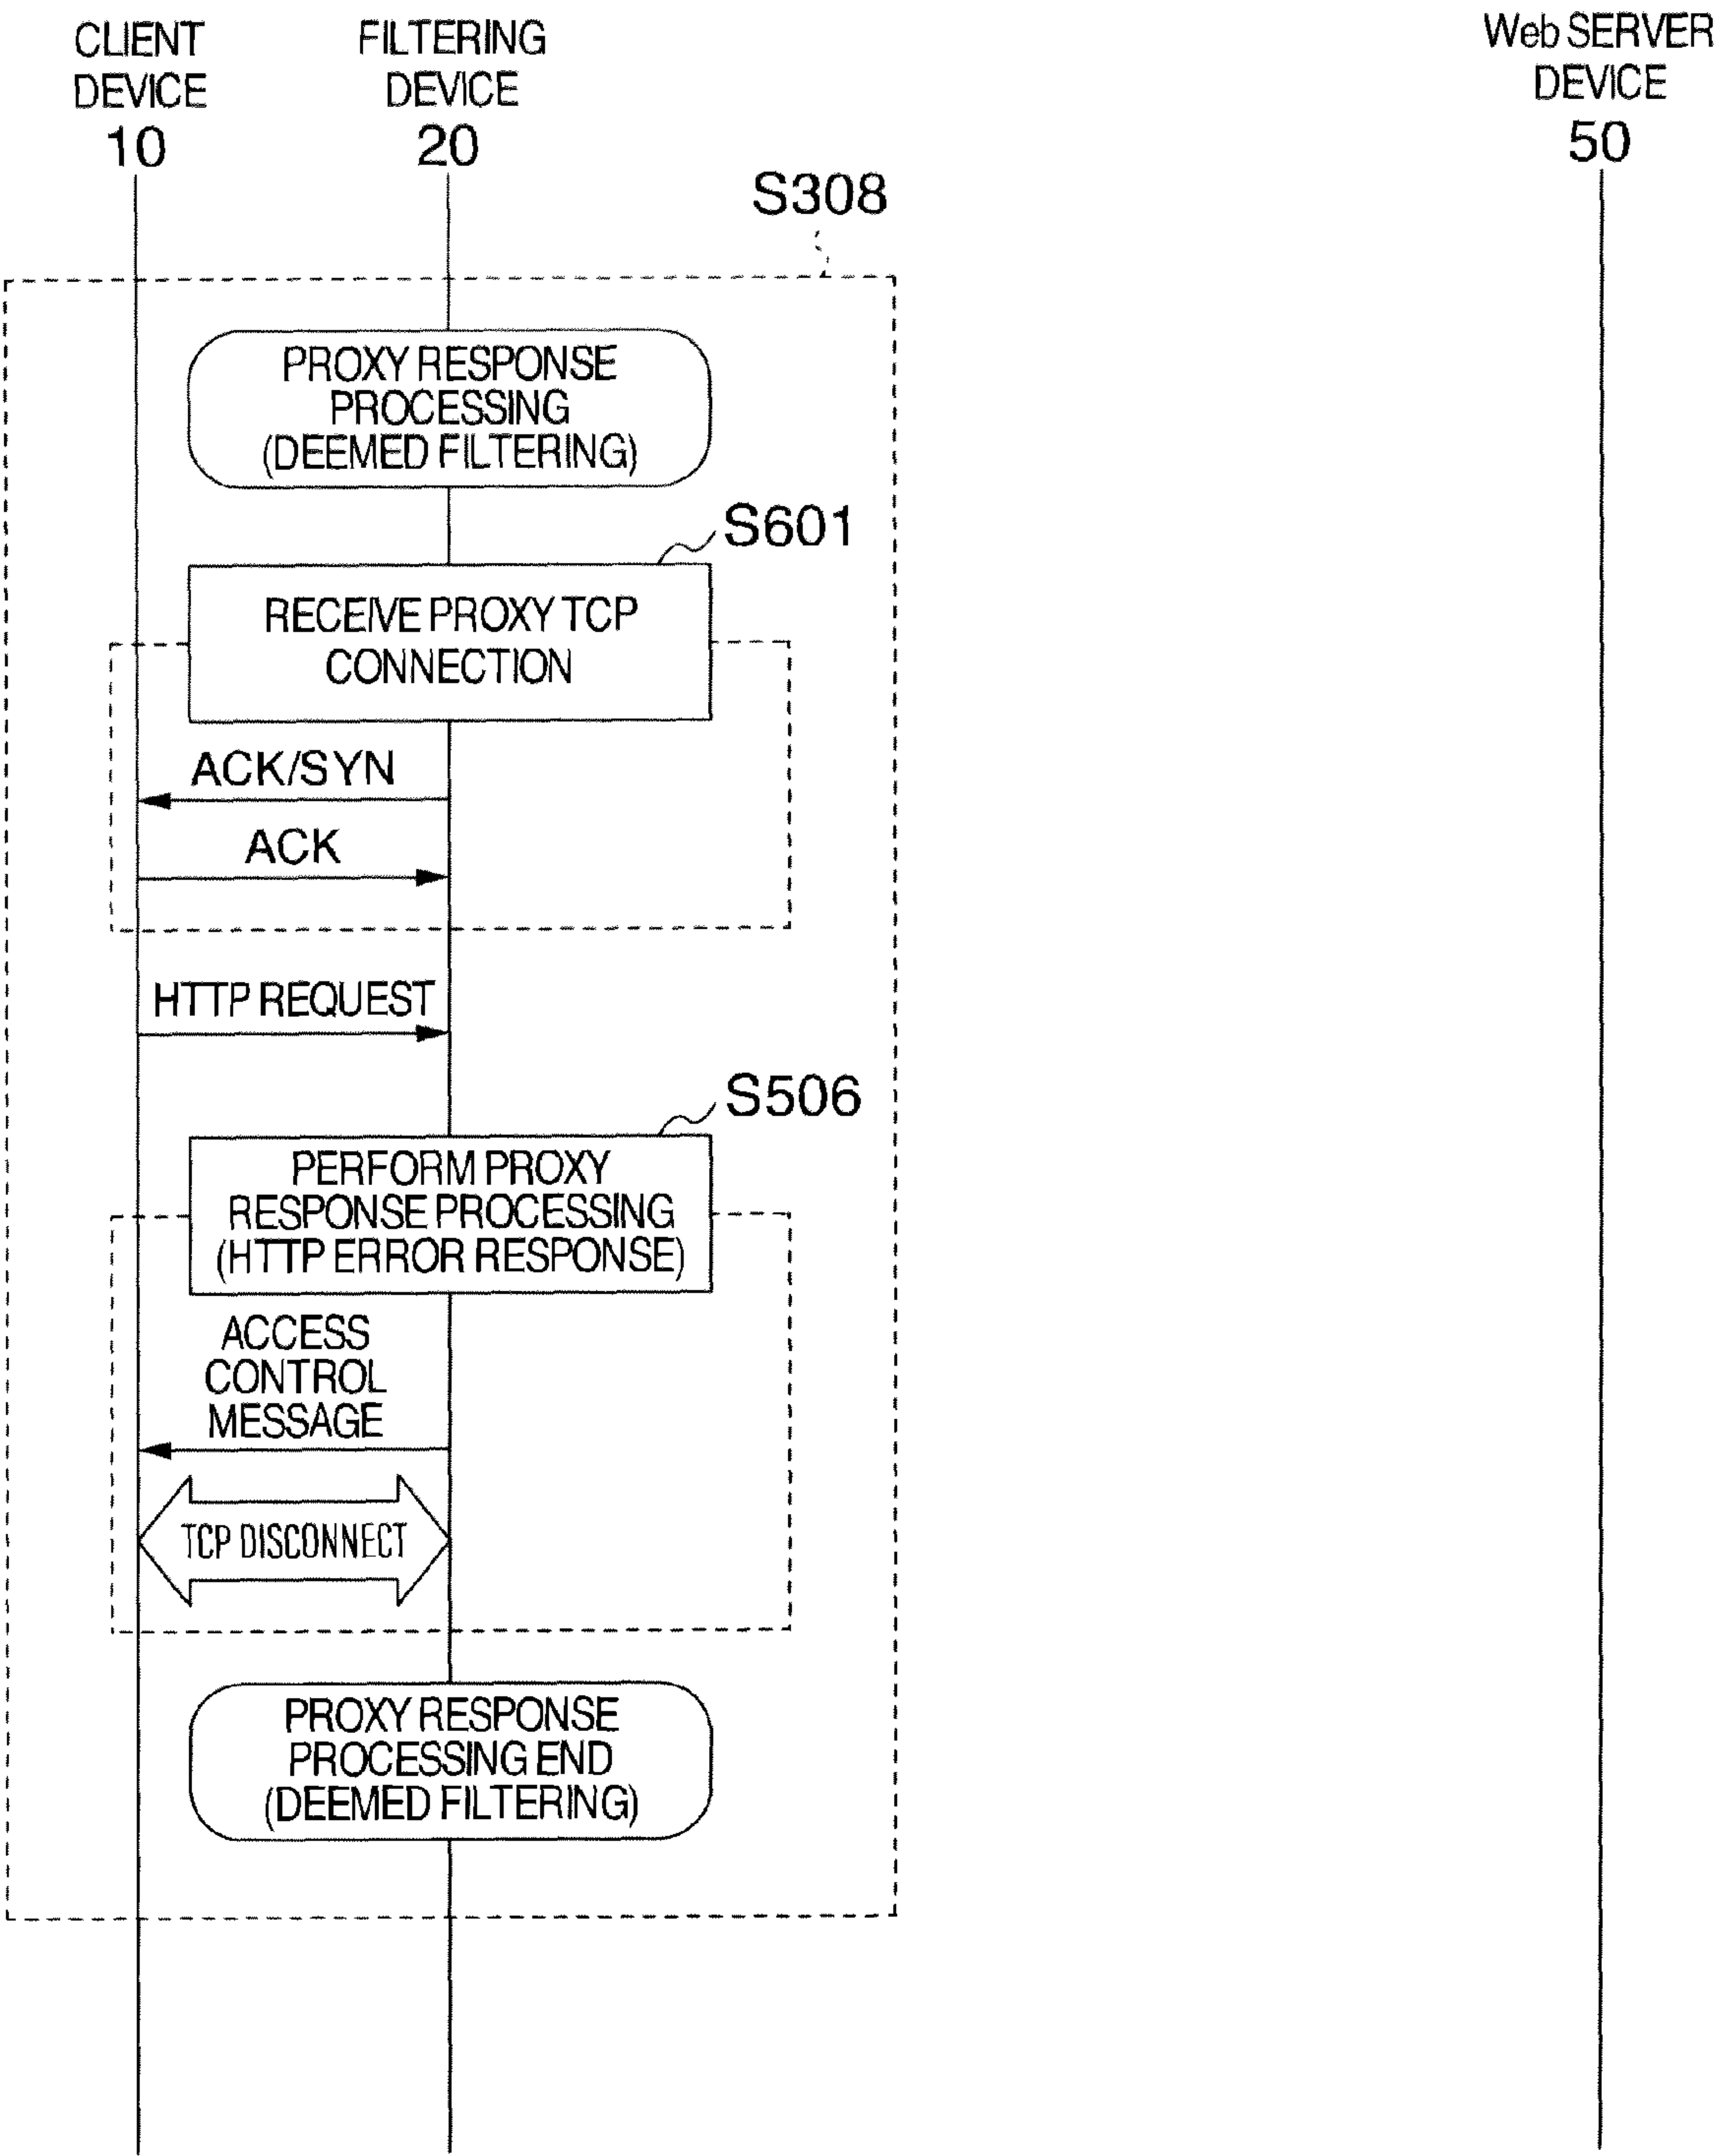 CLIENT
DEVICE
10
FILTERING
DEVICE
20
Web SERVER
DEVICE
50
S308
PROXY RESPONSE
PROCESSING
(DEEMED FILTERING)
S601
RECEIVE PROXY TCP
CONNECTION
ACK/SYN
ACK
HTTP REQUEST
S506
PERFORM PROXY
RESPONSE PROCESSING
(HTTP ERROR RESPONSE)
ACCESS
CONTROL
MESSAGE
TCP DISCONNECT
PROXY RESPONSE
PROCESSING END
(DEEMED FILTERING)